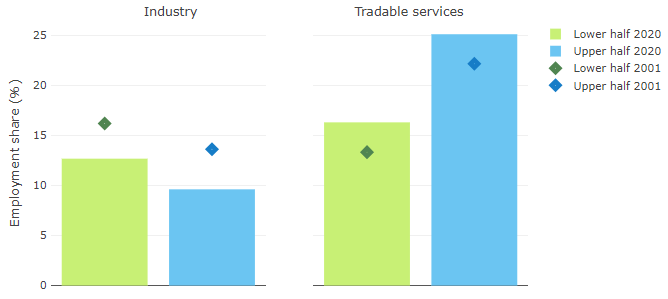 Industry
Tradable services
Employment share (%)
25
20
15
10
5
0
Lower half 2020
Upper half 2020
Lower half 2001
Upper half 2001